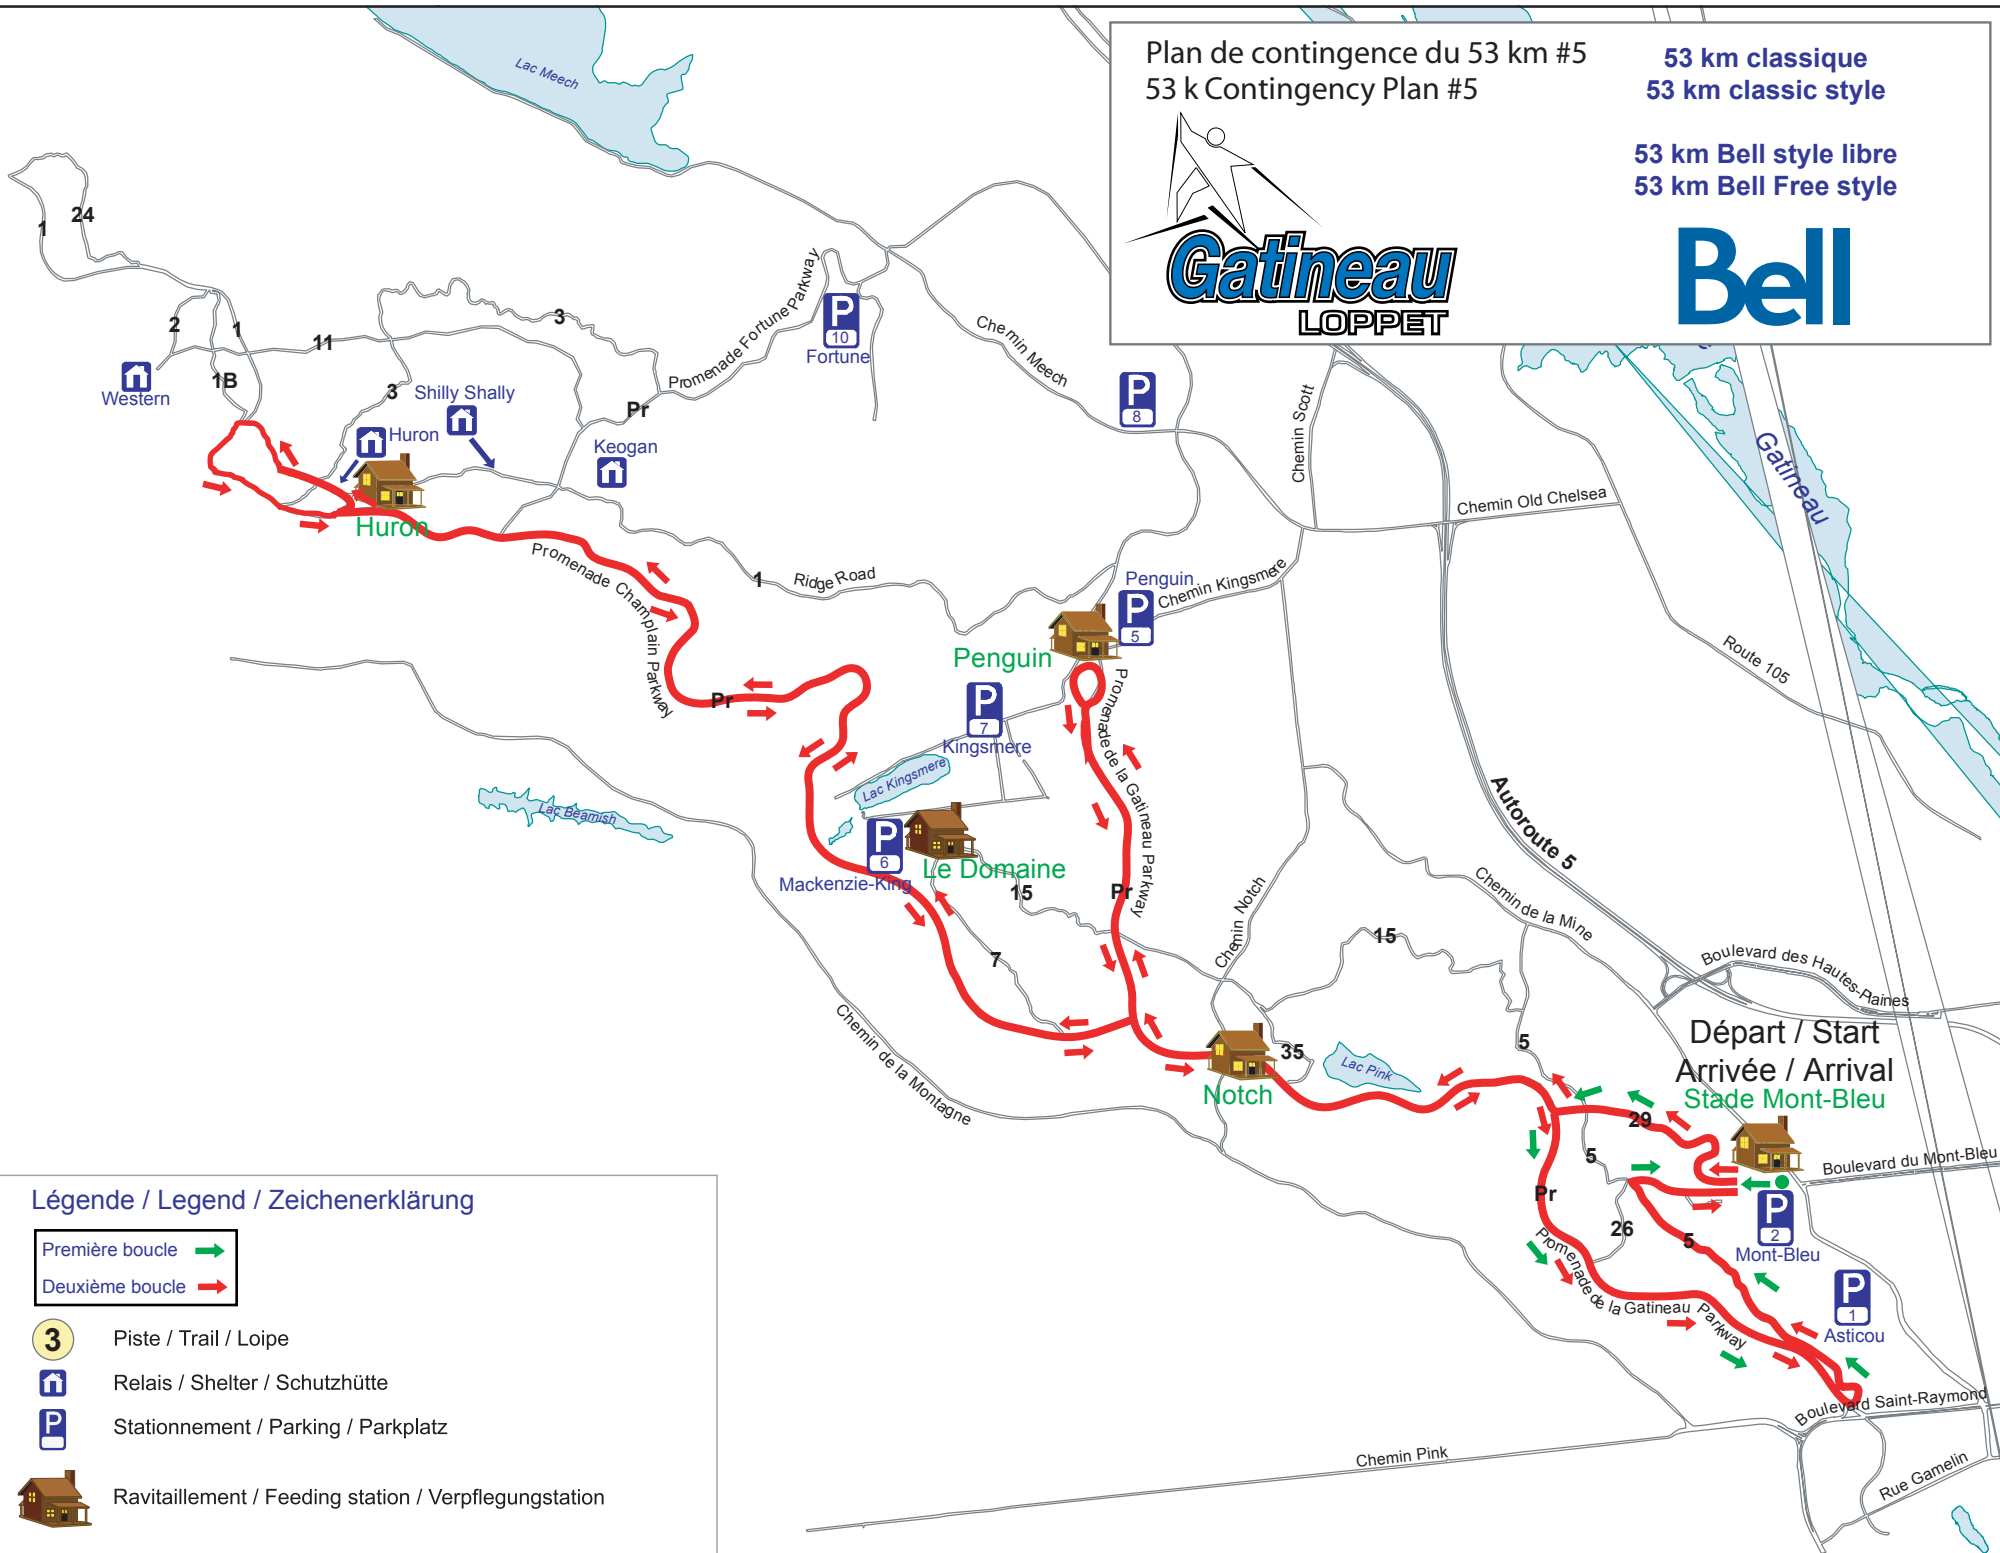 Plan de contingence du 53 km #5
53 k Contingency Plan #5
53 km classique
53 km classic style
53 km Bell style libre
53 km Bell Free style
Gatineau
LOPPET
Bell
Lac Meech
24
1
2
1
11
3
1B
3
Western
Shilly Shally
Huron
Huron
Keogan
Pr
Promenade Fortune Parkway
P
10
Fortune
Chemin Meech
P
8
Chemin Scott
Chemin Old Chelsea
Gatineau
Route 105
Promenade Champlain Parkway
1
Ridge Road
Penguin
P
5
Chemin Kingsmere
Penguin
Pr
P
7
Kingsmere
Lac Kingsmere
Promenade de la Gatineau Parkway
Lac Beamish
P
6
Mackenzie-King
Le Domaine
15
Pr
7
Chemin Notch
15
Autoroute 5
Chemin de la Mine
Boulevard des Hautes-Plaines
Chemin de la Montagne
35
Notch
Lac Pink
5
Départ / Start
Arrivée / Arrival
Stade Mont-Bleu
29
5
Boulevard du Mont-Bleu
Pr
26
5
P
2
Mont-Bleu
Promenade de la Gatineau Parkway
P
1
Asticou
Boulevard Saint-Raymond
Chemin Pink
Rue Gamelin
Légende / Legend / Zeichenerklärung
Première boucle
Deuxième boucle
3
Piste / Trail / Loipe
Relais / Shelter / Schutzhütte
P
Stationnement / Parking / Parkplatz
Ravitaillement / Feeding station / Verpflegungstation